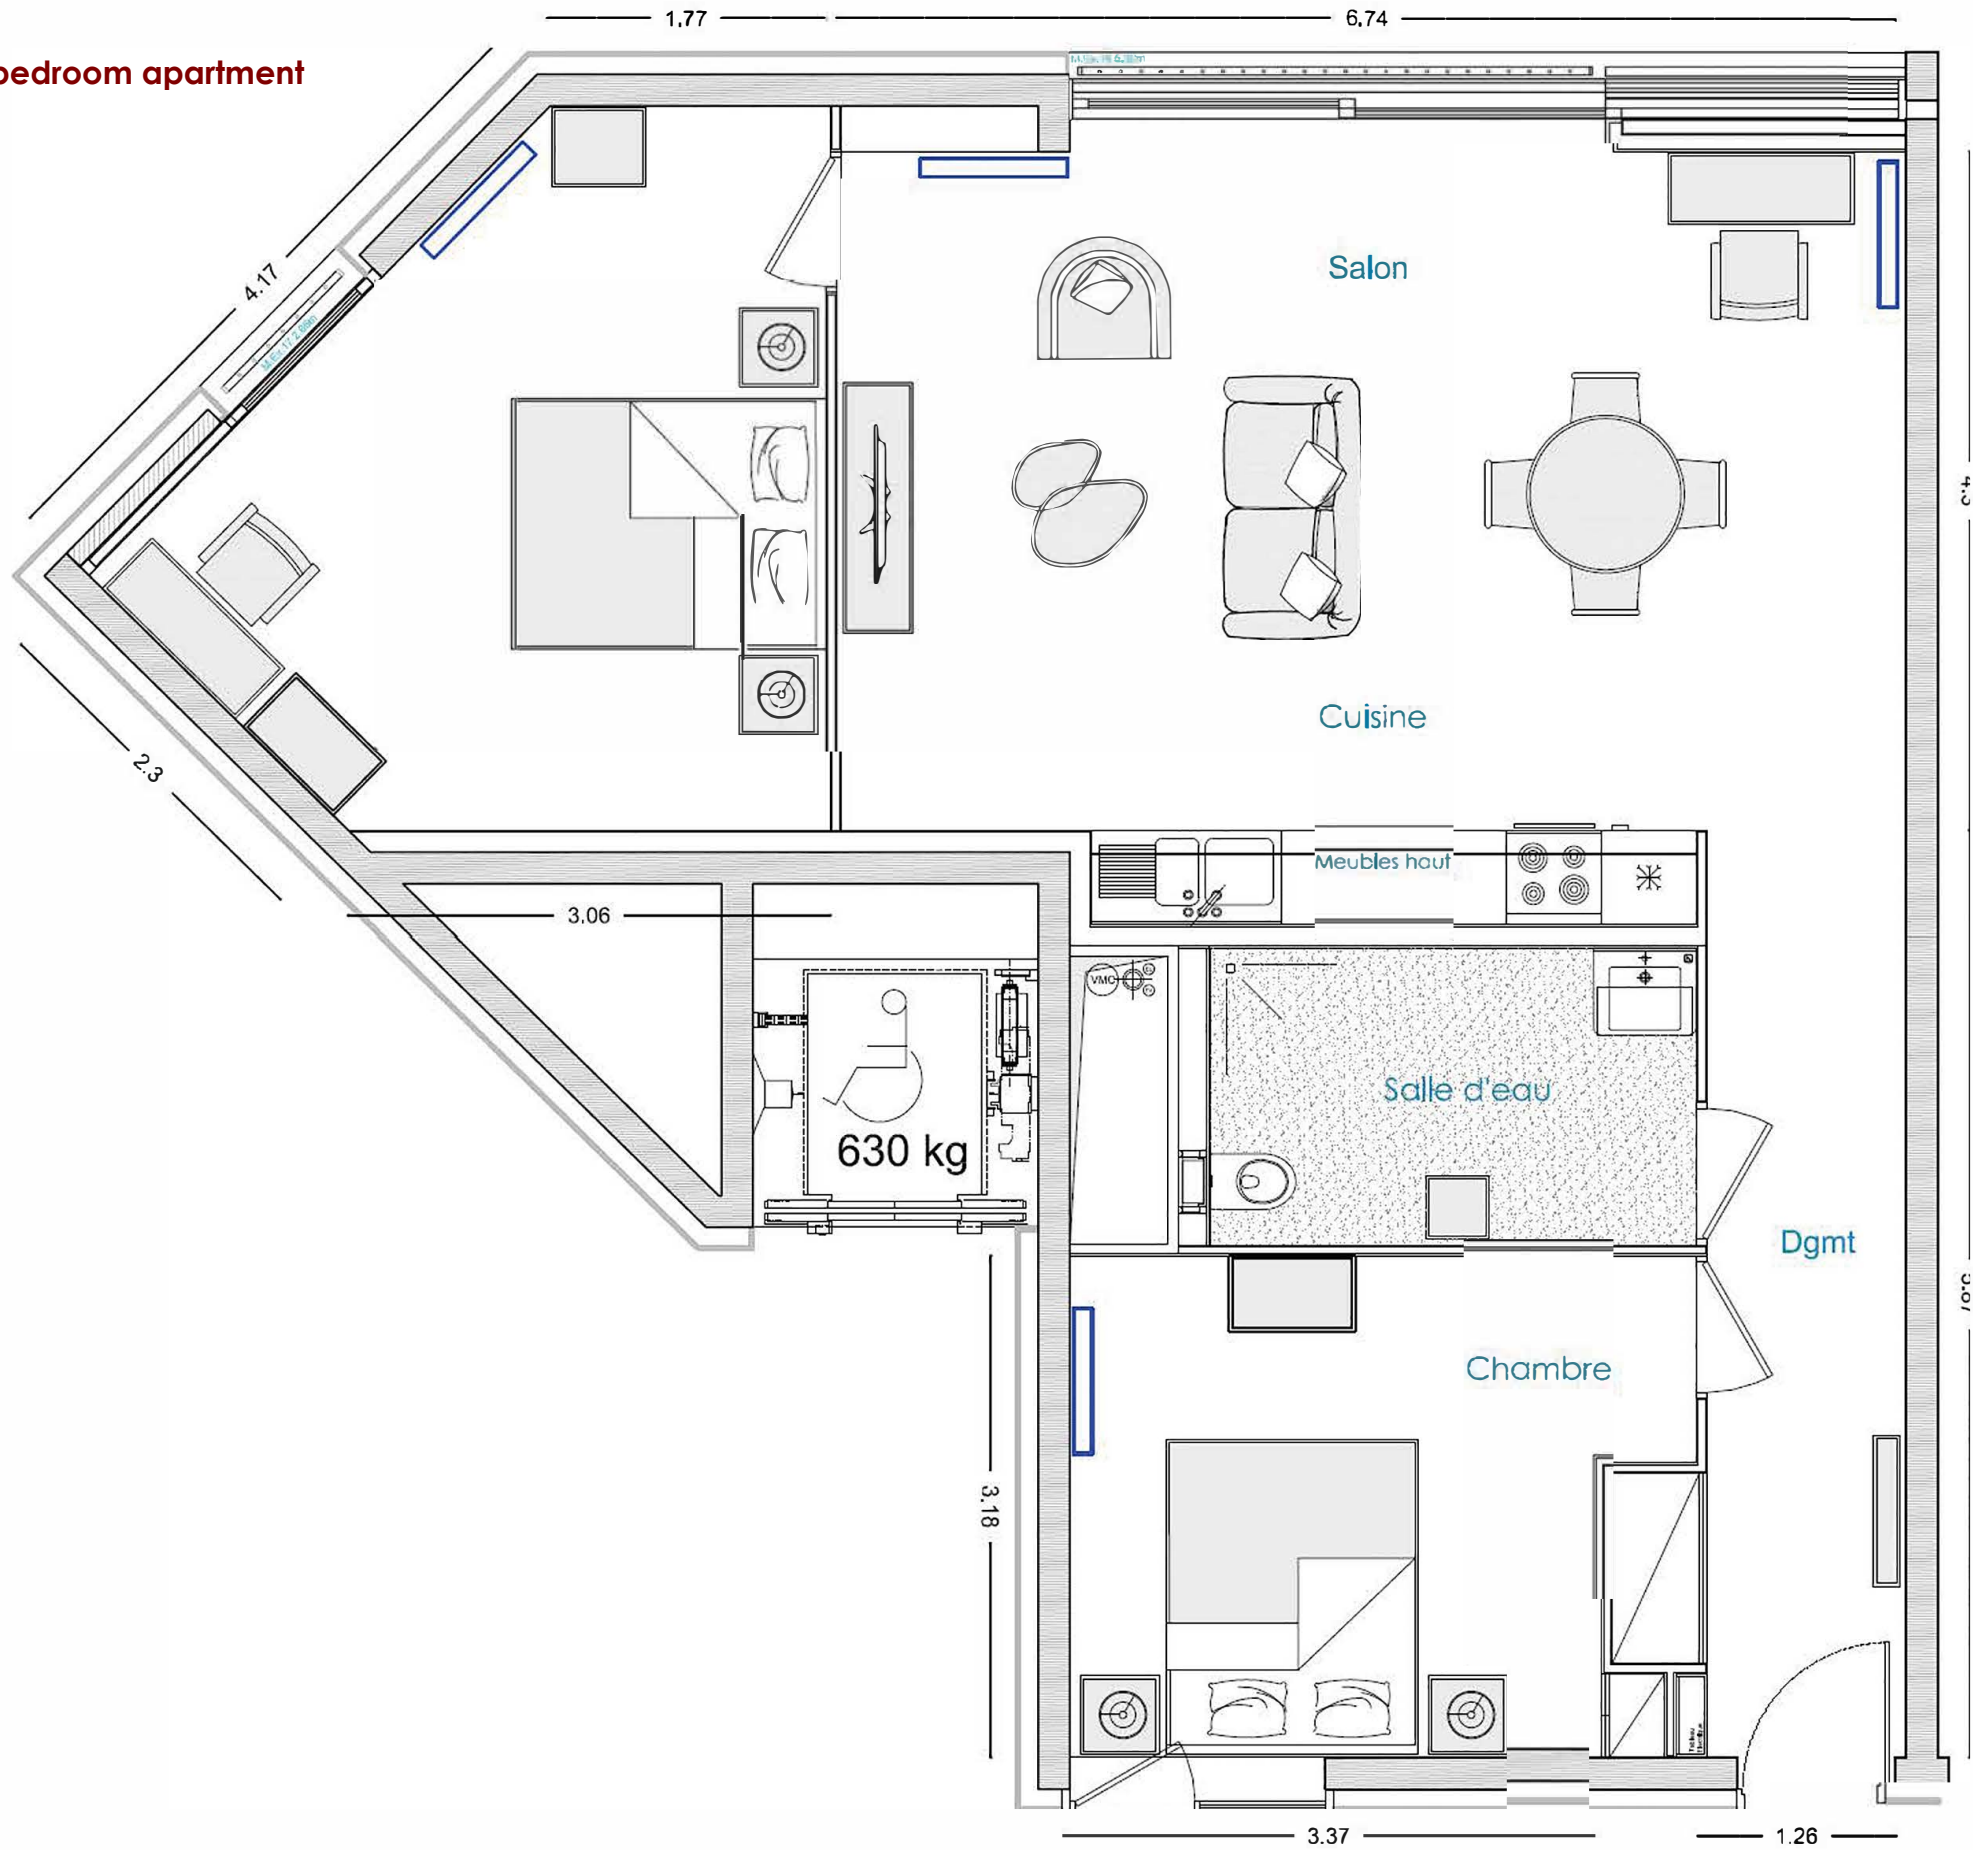 1.77
6.74
bedroom apartment
4.17
Salon
2.3
Cuisine
Meubles haut
3.06
VMC
Salle d'eau
630 kg
Dgmt
Chambre
3.18
3.37
1.26